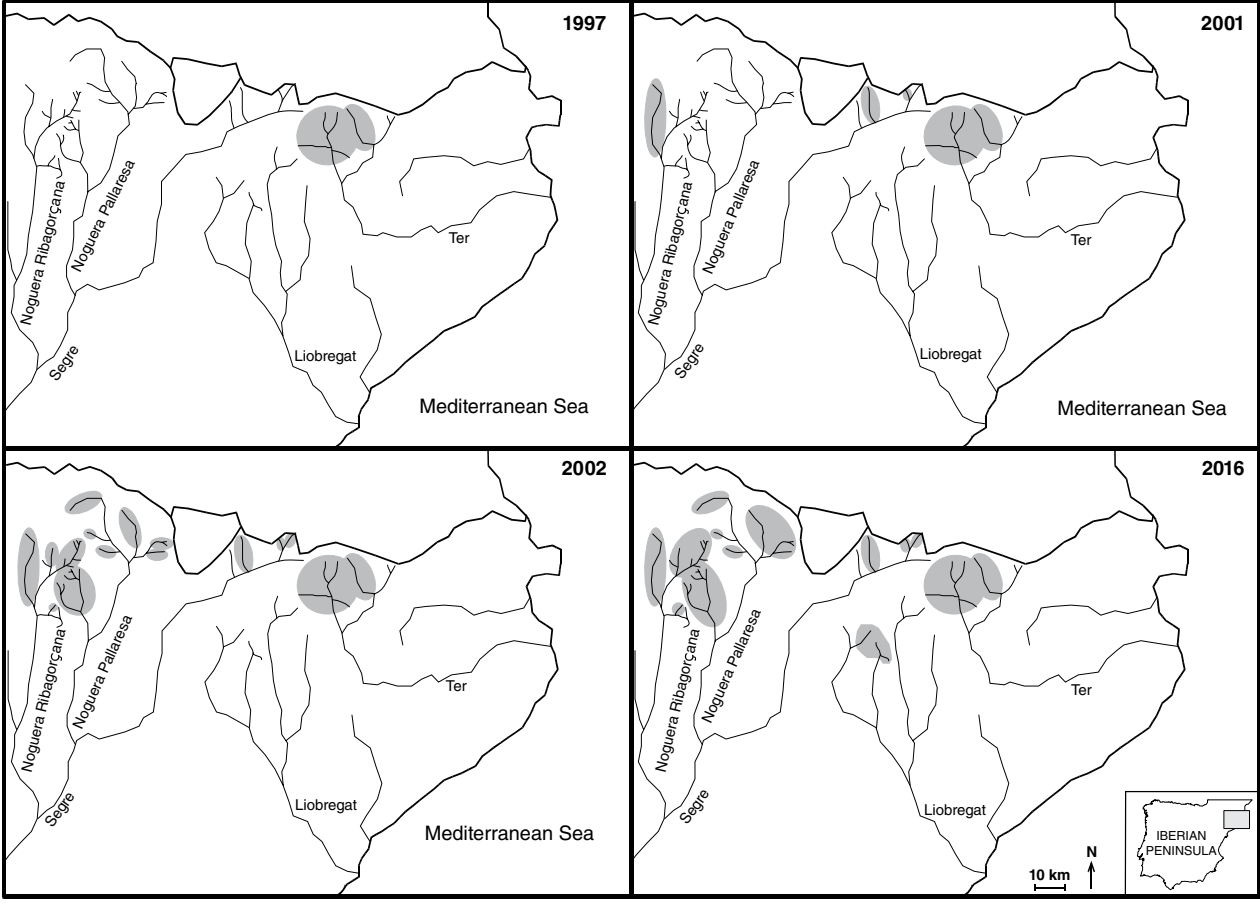 1997
Noguera Ribagorçana
Noguera Pallaresa
Ter
Segre
Liobregat
Mediterranean Sea
2001
Noguera Ribagorçana
Noguera Pallaresa
Ter
Segre
Liobregat
Mediterranean Sea
2002
Noguera Ribagorçana
Noguera Pallaresa
Ter
Segre
Liobregat
Mediterranean Sea
2016
Noguera Ribagorçana
Noguera Pallaresa
Ter
Segre
Liobregat
10 km
N
IBERIAN
PENINSULA